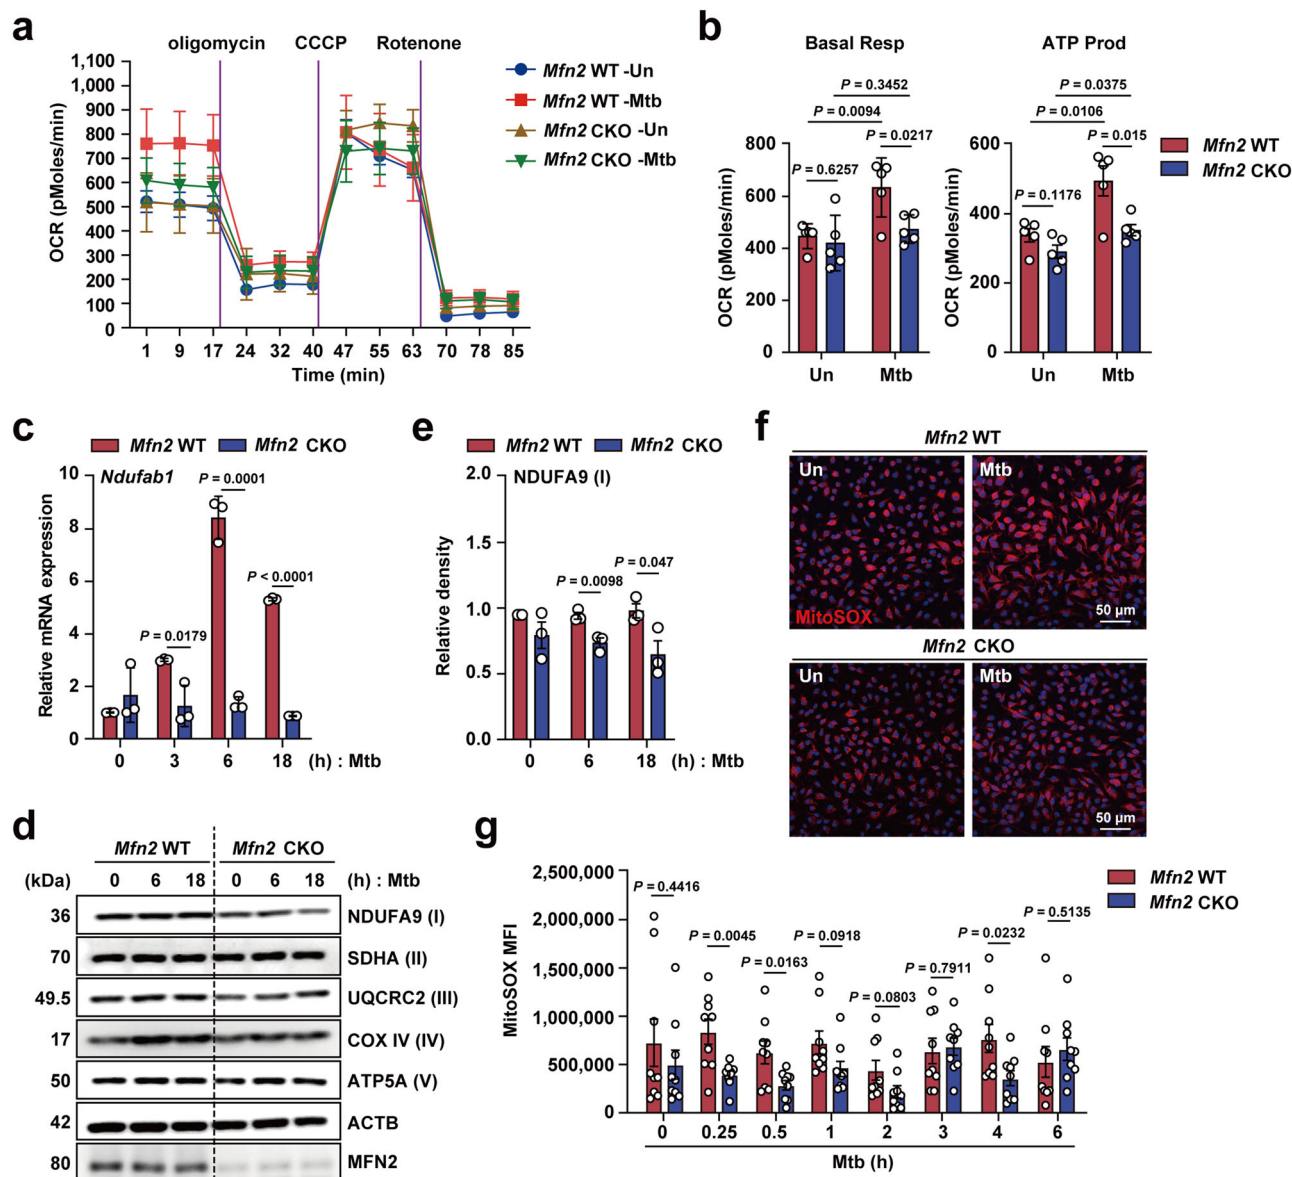 a
oligomycin CCCP Rotenone
1,100
1,000
900
800
700
600
500
400
300
200
100
0
OCR (pMoles/min)
1 9 17 24 32 40 47 55 63 70 78 85
Time (min)
Mfn2 WT -Un
Mfn2 WT -Mtb
Mfn2 CKO -Un
Mfn2 CKO -Mtb
b
Basal Resp
P = 0.3452
P = 0.0094
P = 0.0217
P = 0.6257
800
600
400
200
0
OCR (pMoles/min)
Un Mtb
ATP Prod
P = 0.0375
P = 0.0106
P = 0.015
P = 0.1176
600
400
200
0
OCR (pMoles/min)
Un Mtb
Mfn2 WT
Mfn2 CKO
c
Mfn2 WT Mfn2 CKO
Ndufab1
P = 0.0001
P < 0.0001
P = 0.0179
10
8
6
4
2
0
Relative mRNA expression
0 3 6 18 (h) : Mtb
e
Mfn2 WT Mfn2 CKO
NDUFA9 (I)
P = 0.047
P = 0.0098
2.0
1.5
1.0
0.5
0.0
Relative density
0 6 18 (h) : Mtb
f
Mfn2 WT
Un Mtb
MitoSOX
50 µm
Mfn2 CKO
Un Mtb
50 µm
d
Mfn2 WT Mfn2 CKO
(kDa) 0 6 18 0 6 18 (h) : Mtb
36 NDUFA9 (I)
70 SDHA (II)
49.5 UQCRC2 (III)
17 COX IV (IV)
50 ATP5A (V)
42 ACTB
80 MFN2
g
2,500,000
2,000,000
1,500,000
1,000,000
500,000
0
MitoSOX MFI
P = 0.4416
P = 0.0045
P = 0.0163
P = 0.0918
P = 0.0803
P = 0.7911
P = 0.0232
P = 0.5135
0 0.25 0.5 1 2 3 4 6
Mtb (h)
Mfn2 WT
Mfn2 CKO